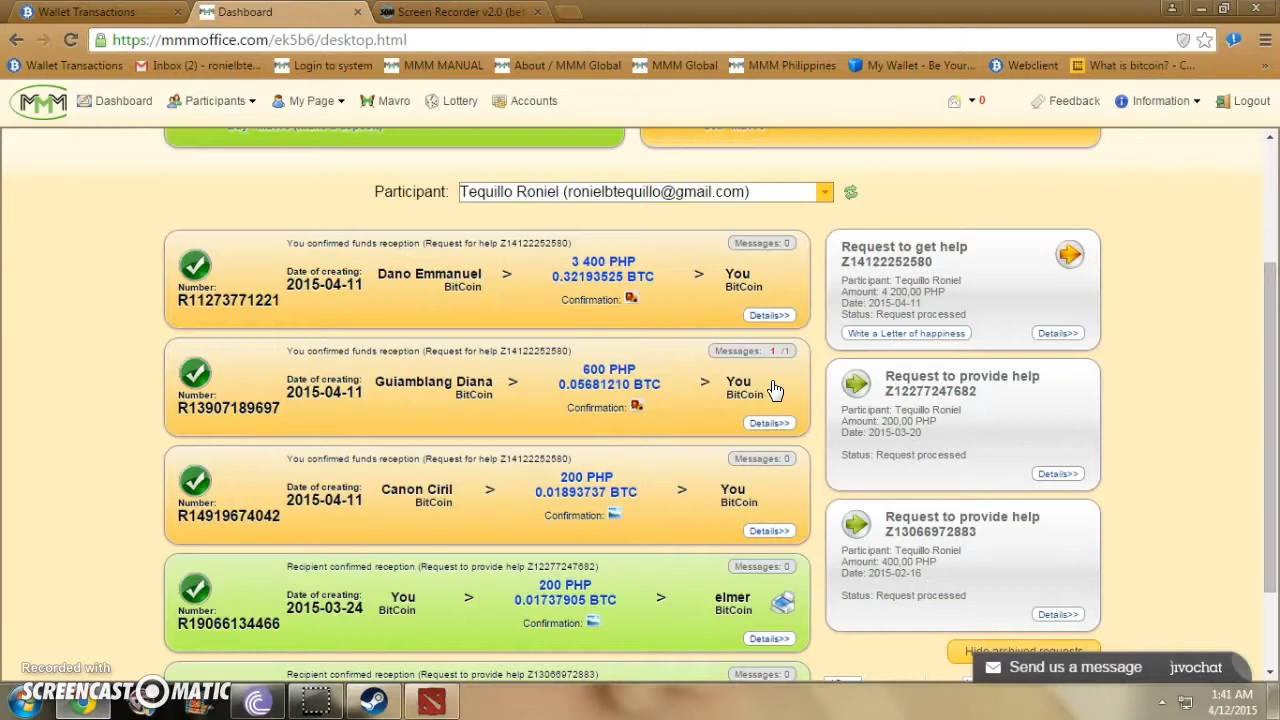 Wallet Transactions
Dashboard
Screen Recorder v2.0 (bet
https://mmmoffice.com/ek5b6/desktop.html
Wallet Transactions
Inbox (2) - ronielbte...
Login to system
MMM MANUAL
About / MMM Global
MMM Global
MMM Philippines
My Wallet - Be Your...
Webclient
What is bitcoin? - C...
MMM
Dashboard
Participants
My Page
Mavro
Lottery
Accounts
0
Feedback
Information
Logout
Participant:
Tequillo Roniel (ronielbtequillo@gmail.com)
You confirmed funds reception (Request for help Z14122252580)
Messages: 0
Number:
R11273771221
Date of creating:
2015-04-11
Dano Emmanuel
BitCoin
>
3 400 PHP
0.32193525 BTC
Confirmation:
>
You
BitCoin
Details>>
You confirmed funds reception (Request for help Z14122252580)
Messages: 1 /1
Number:
R13907189697
Date of creating:
2015-04-11
Guiamblang Diana
BitCoin
>
600 PHP
0.05681210 BTC
Confirmation:
>
You
BitCoin
Details>>
You confirmed funds reception (Request for help Z14122252580)
Messages: 0
Number:
R14919674042
Date of creating:
2015-04-11
Canon Ciril
BitCoin
>
200 PHP
0.01893737 BTC
Confirmation:
>
You
BitCoin
Details>>
Recipient confirmed reception (Request to provide help Z12277247682)
Messages: 0
Number:
R19066134466
Date of creating:
2015-03-24
You
BitCoin
>
200 PHP
0.01737905 BTC
Confirmation:
>
elmer
BitCoin
Details>>
Recipient confirmed reception (Request to provide help Z13066972883)
Messages: 0
Request to get help
Z14122252580
Participant: Tequillo Roniel
Amount: 4 200,00 PHP
Date: 2015-04-11
Status: Request processed
Write a Letter of happiness
Details>>
Request to provide help
Z12277247682
Participant: Tequillo Roniel
Amount: 200,00 PHP
Date: 2015-03-20
Status: Request processed
Details>>
Request to provide help
Z13066972883
Participant: Tequillo Roniel
Amount: 400,00 PHP
Date: 2015-02-16
Status: Request processed
Details>>
Hide archived requests
Send us a message
jivochat
Recorded with
SCREENCAST-O-MATIC
1:41 AM
4/12/2015